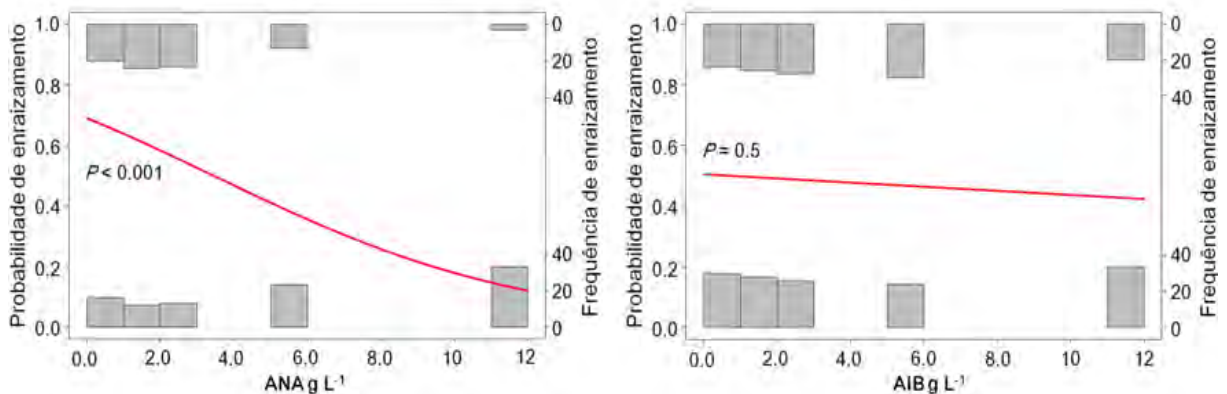 Probabilidade de enraizamento
1.0
0.8
0.6
0.4
0.2
0.0
P < 0.001
0
20
40
40
20
0
Frequência de enraizamento
0.0 2.0 4.0 6.0 8.0 10 12
ANA g L⁻¹
Probabilidade de enraizamento
1.0
0.8
0.6
0.4
0.2
0.0
P = 0.5
0
20
40
40
20
0
Frequência de enraizamento
0.0 2.0 4.0 6.0 8.0 10 12
AIB g L⁻¹